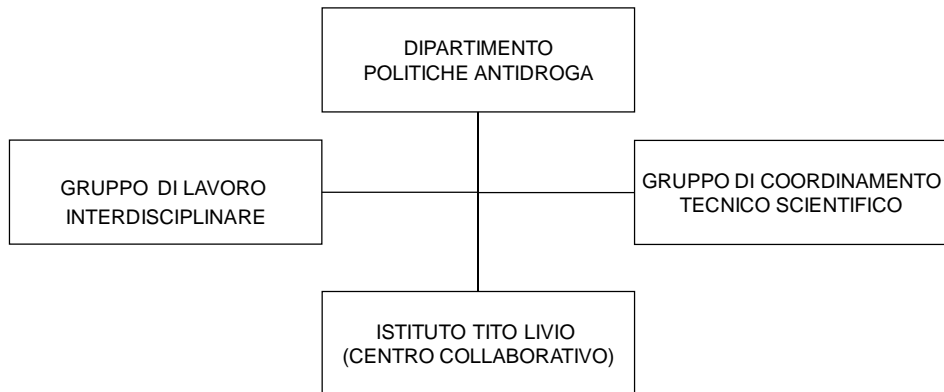 DIPARTIMENTO
POLITICHE ANTIDROGA
GRUPPO DI LAVORO
INTERDISCIPLINARE
GRUPPO DI COORDINAMENTO
TECNICO SCIENTIFICO
ISTITUTO TITO LIVIO
(CENTRO COLLABORATIVO)